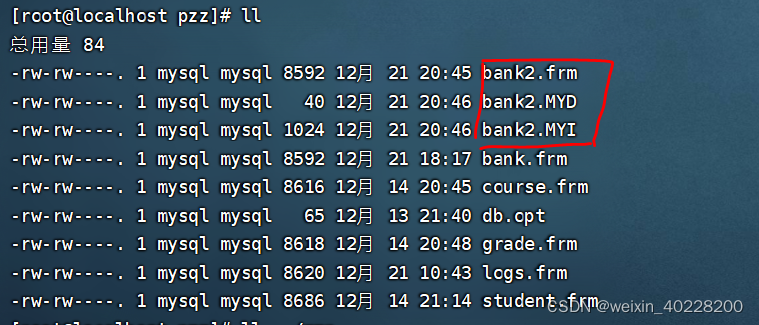 [root@localhost pzz]# ll
总用量 84
-rw-rw----. 1 mysql mysql 8592 12月 21 20:45 bank2.frm
-rw-rw----. 1 mysql mysql   40 12月 21 20:46 bank2.MYD
-rw-rw----. 1 mysql mysql 1024 12月 21 20:46 bank2.MYI
-rw-rw----. 1 mysql mysql 8592 12月 21 18:17 bank.frm
-rw-rw----. 1 mysql mysql 8616 12月 14 20:45 course.frm
-rw-rw----. 1 mysql mysql   65 12月 13 21:40 db.opt
-rw-rw----. 1 mysql mysql 8618 12月 14 20:48 grade.frm
-rw-rw----. 1 mysql mysql 8620 12月 21 10:43 logs.frm
-rw-rw----. 1 mysql mysql 8686 12月 14 21:14 student.frm
CSDN @weixin_40228200